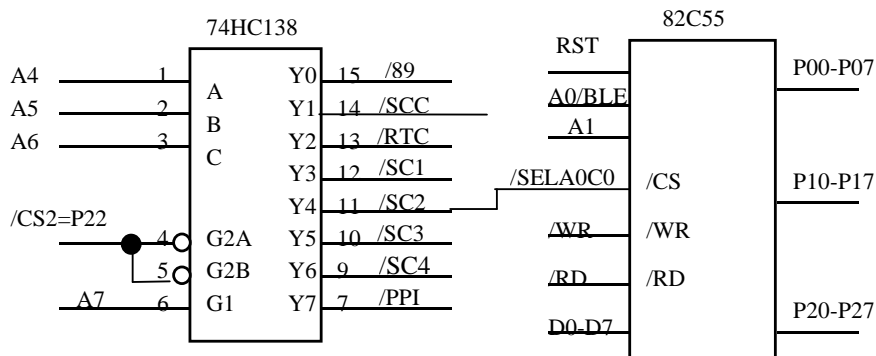 74HC138
82C55
A4 1 A Y0 15 /89
A5 2 B Y1 14 /SCC
A6 3 C Y2 13 /RTC
Y3 12 /SC1
Y4 11 /SC2
/CS2=P22 4 G2A Y5 10 /SC3
5 G2B Y6 9 /SC4
A7 6 G1 Y7 7 /PPI
RST P00-P07
A0/BLE
A1
/SELA0C0 /CS P10-P17
/WR /WR
/RD /RD
D0-D7 P20-P27